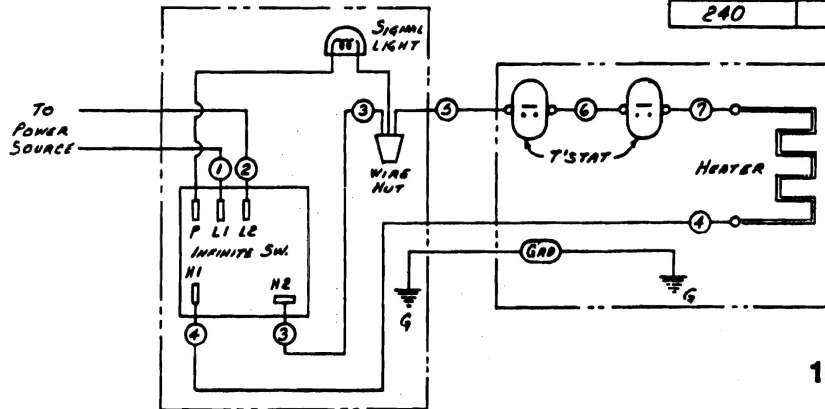 240
SIGNAL
LIGHT
TO
POWER
SOURCE
3
5
6
7
T'STAT
WIRE
NUT
HEATER
1
2
P L1 L2
INFINITE SW.
H1
H2
4
GRD
G
G
4
3
1